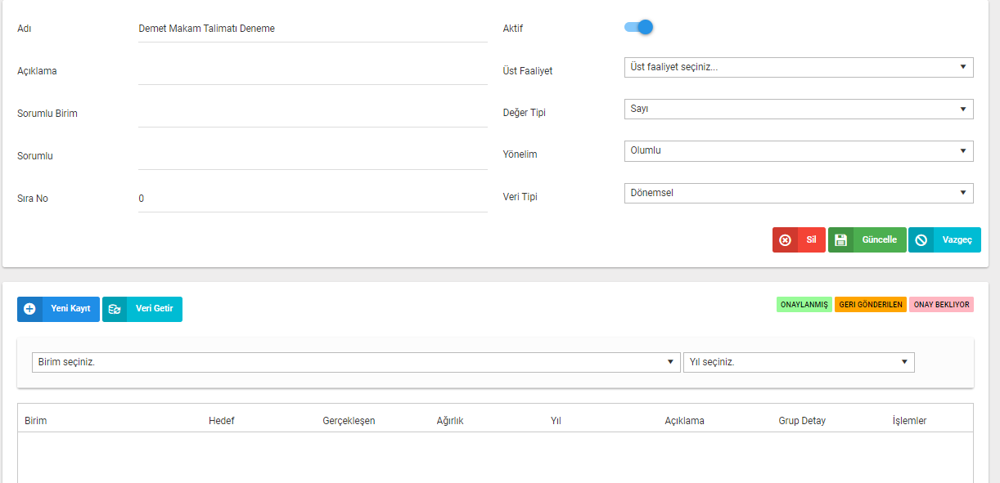 Adı
Demet Makam Talimatı Deneme
Aktif
Açıklama
Üst Faaliyet
Üst faaliyet seçiniz...
Sorumlu Birim
Değer Tipi
Sayı
Sorumlu
Yönelim
Olumlu
Sıra No
0
Veri Tipi
Dönemsel
Sil
Güncelle
Vazgeç
Yeni Kayıt
Veri Getir
ONAYLANMIŞ
GERİ GÖNDERİLEN
ONAY BEKLIYOR
Birim seçiniz.
Yıl seçiniz.
Birim
Hedef
Gerçekleşen
Ağırlık
Yıl
Açıklama
Grup Detay
İşlemler